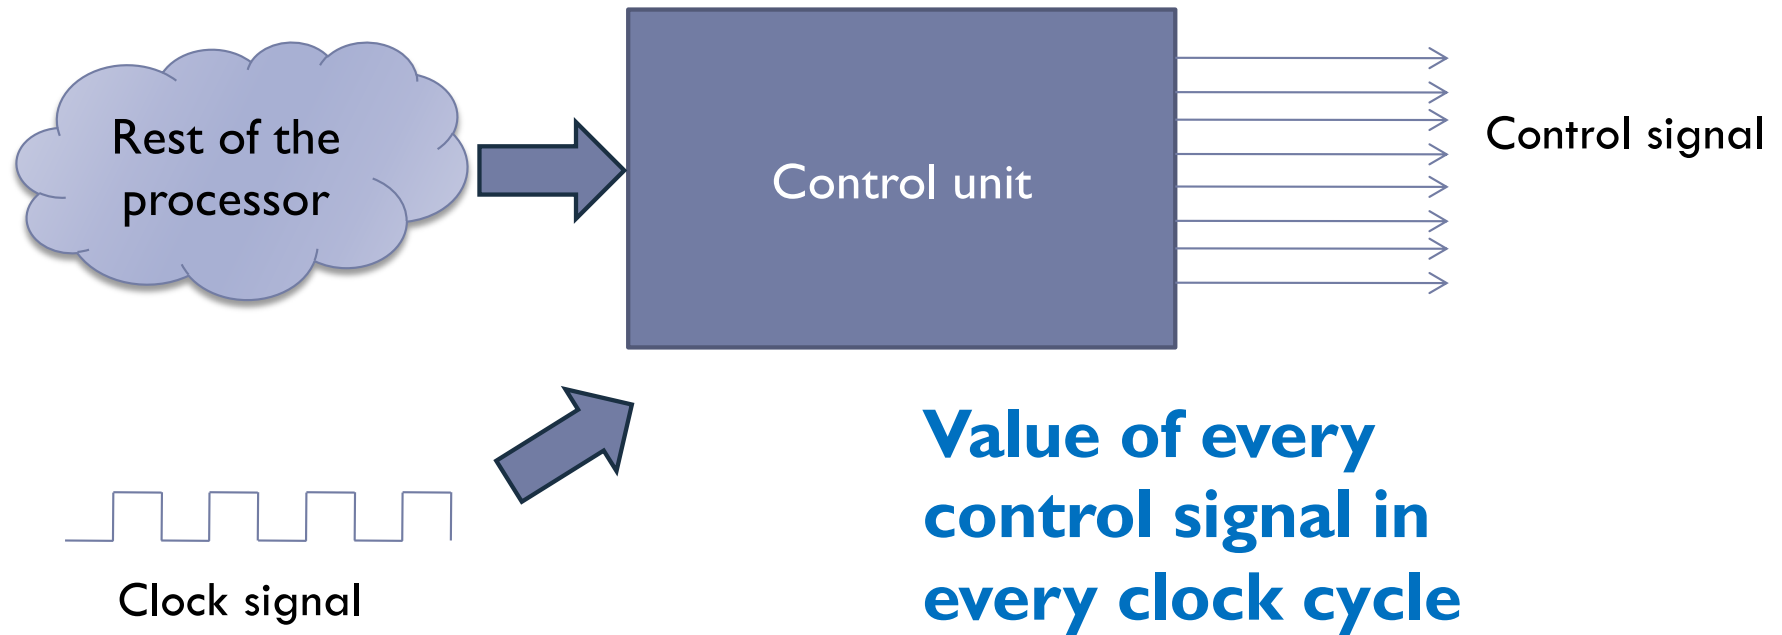 Rest of the
processor
Control unit
Control signal
Clock signal
Value of every
control signal in
every clock cycle